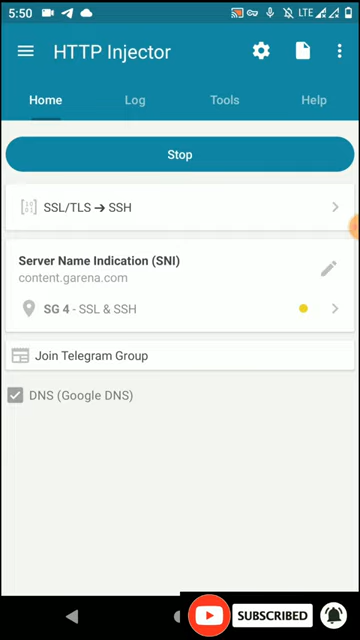 5:50
LTE
HTTP Injector
Home Log Tools Help
Stop
SSL/TLS ➔ SSH
Server Name Indication (SNI)
content.garena.com
SG 4 - SSL & SSH
Join Telegram Group
DNS (Google DNS)
SUBSCRIBED